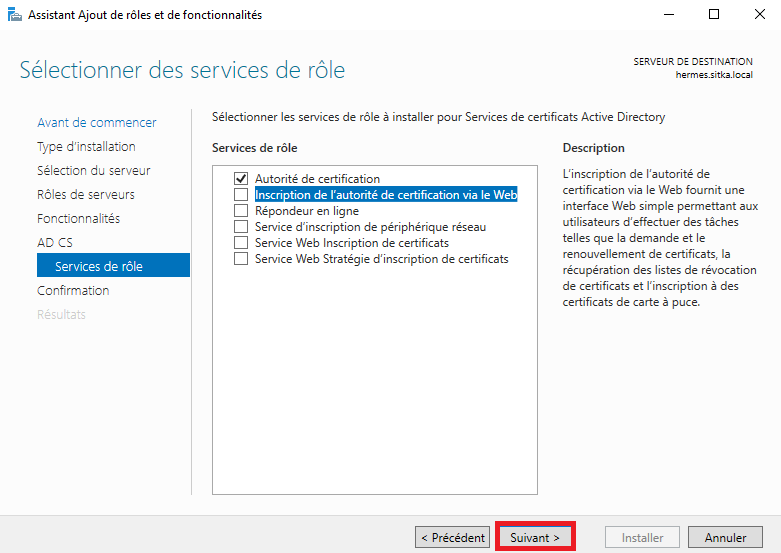 Assistant Ajout de rôles et de fonctionnalités
Sélectionner des services de rôle
SERVEUR DE DESTINATION
hermes.sitka.local
Avant de commencer
Type d'installation
Sélection du serveur
Rôles de serveurs
Fonctionnalités
AD CS
Services de rôle
Confirmation
Résultats
Sélectionner les services de rôle à installer pour Services de certificats Active Directory
Services de rôle
Autorité de certification
Inscription de l'autorité de certification via le Web
Répondeur en ligne
Service d'inscription de périphérique réseau
Service Web Inscription de certificats
Service Web Stratégie d'inscription de certificats
Description
L'inscription de l'autorité de
certification via le Web fournit une
interface Web simple permettant aux
utilisateurs d'effectuer des tâches
telles que la demande et le
renouvellement de certificats, la
récupération des listes de révocation
de certificats et l'inscription à des
certificats de carte à puce.
< Précédent
Suivant >
Installer
Annuler